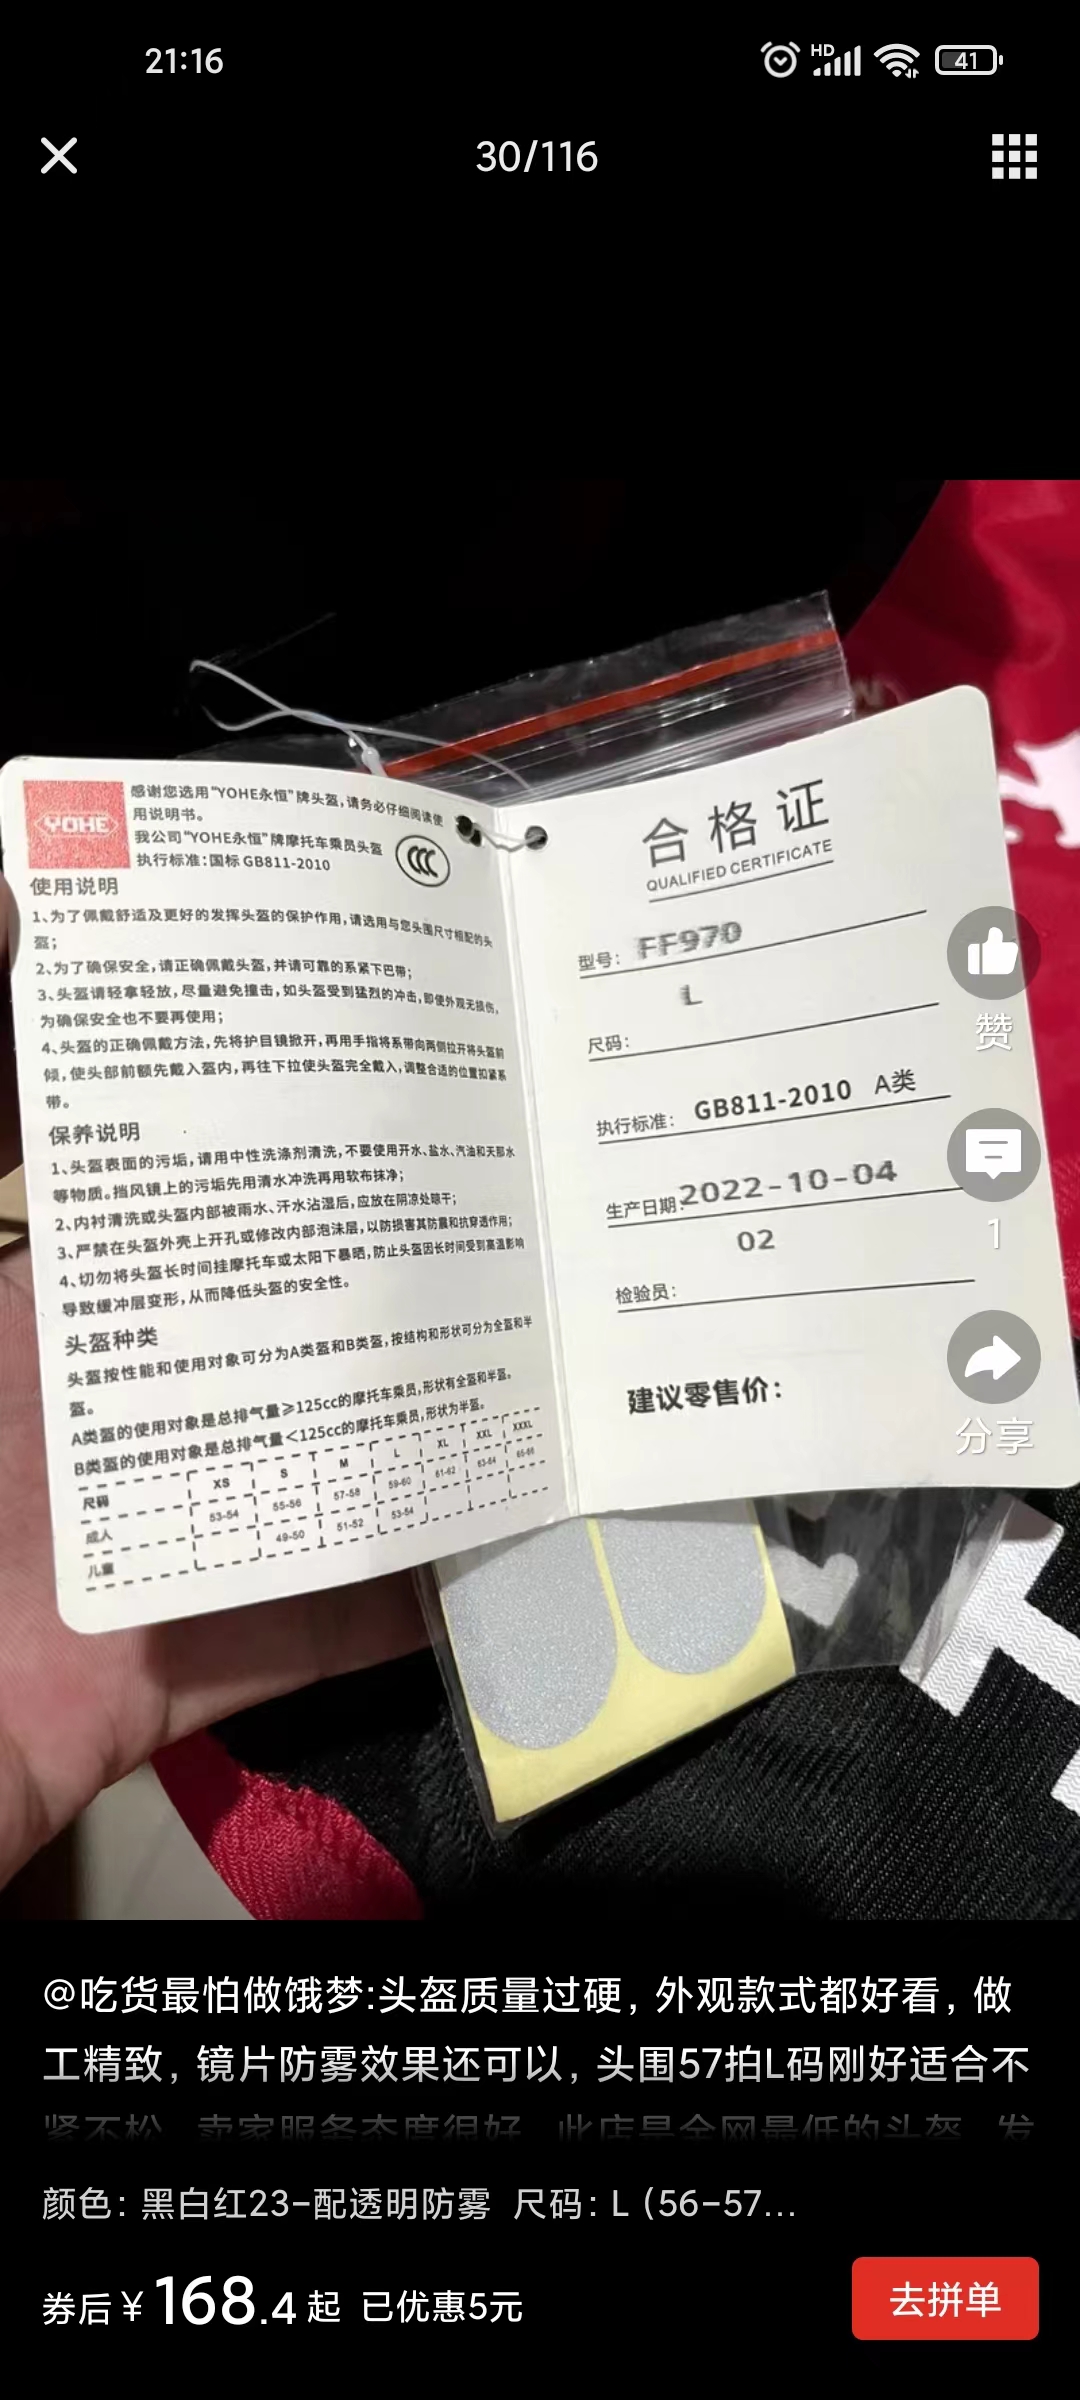 21:16
HD
41
30/116
YOHE
感谢您选用"YOHE永恒"牌头盔,请务必仔细阅读使
用说明书。
我公司"YOHE永恒"牌摩托车乘员头盔
执行标准:国标 GB811-2010
CCC
使用说明
1、为了佩戴舒适及更好的发挥头盔的保护作用,请选用与您头围尺寸相配的头
盔;
2、为了确保安全,请正确佩戴头盔,并请可靠的系紧下巴带;
3、头盔请轻拿轻放,尽量避免撞击,如头盔受到猛烈的冲击,即使外观无损伤,
为确保安全也不要再使用;
4、头盔的正确佩戴方法,先将护目镜掀开,再用手指将系带向两侧拉开将头盔前
倾,使头部前额先戴入盔内,再往下拉使头盔完全戴入,调整合适的位置扣紧系
带。
保养说明
1、头盔表面的污垢,请用中性洗涤剂清洗,不要使用开水、盐水、汽油和天那水
等物质。挡风镜上的污垢先用清水冲洗再用软布抹净;
2、内衬清洗或头盔内部被雨水、汗水沾湿后,应放在阴凉处晾干;
3、严禁在头盔外壳上开孔或修改内部泡沫层,以防损害其防震和抗穿透作用;
4、切勿将头盔长时间挂摩托车或太阳下暴晒,防止头盔因长时间受到高温影响
导致缓冲层变形,从而降低头盔的安全性。
头盔种类
头盔按性能和使用对象可分为A类盔和B类盔,按结构和形状可分为全盔和半
盔。
A类盔的使用对象是总排气量≥125cc的摩托车乘员,形状有全盔和半盔。
B类盔的使用对象是总排气量<125cc的摩托车乘员,形状为半盔。
尺码 XS S M L XL XXL XXXL
成人 53-54 55-56 57-58 59-60 61-62 63-64 65-66
儿童 49-50 51-52 53-54
合格证
QUALIFIED CERTIFICATE
型号: FF970
尺码: L
执行标准: GB811-2010 A类
生产日期: 2022-10-04
检验员: 02
建议零售价:
赞
1
分享
@吃货最怕做饿梦:头盔质量过硬,外观款式都好看,做
工精致,镜片防雾效果还可以,头围57拍L码刚好适合不
紧不松 卖家服务态度很好 此店是全网最低的头盔 发
颜色: 黑白红23-配透明防雾 尺码: L (56-57...
券后¥168.4起 已优惠5元
去拼单